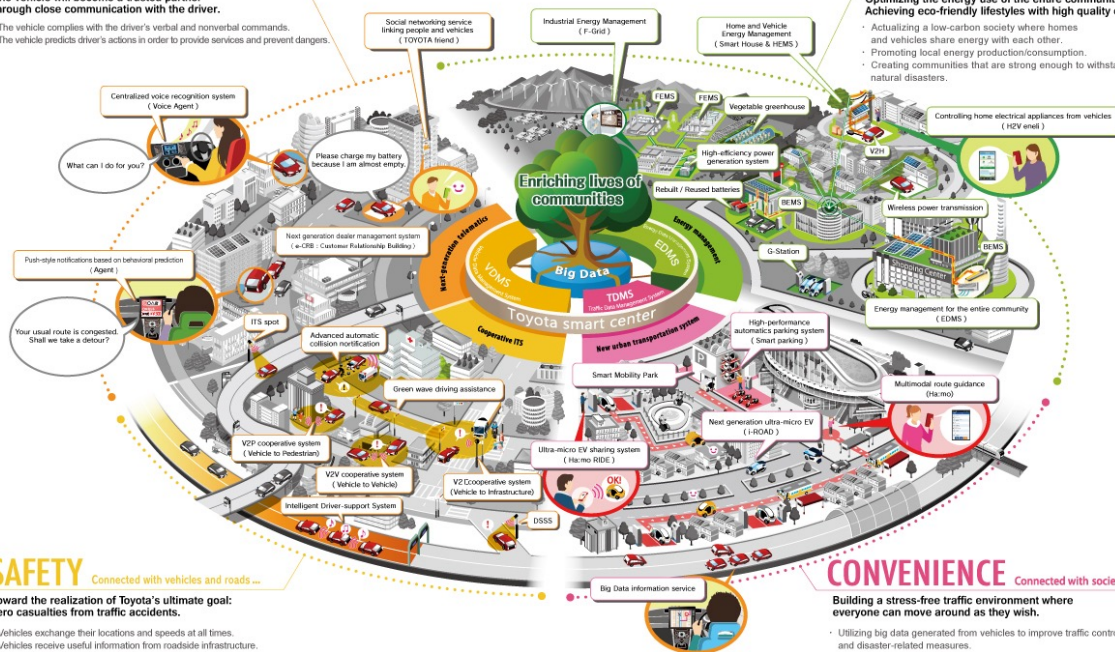 The vehicle will become a trusted partner
through close communication with the driver.
The vehicle complies with the driver's verbal and nonverbal commands.
The vehicle predicts driver's actions in order to provide services and prevent dangers.
Social networking service
linking people and vehicles
( TOYOTA friend )
Industrial Energy Management
( F-Grid )
Home and Vehicle
Energy Management
( Smart House & HEMS )
Optimizing the energy use of the entire
Achieving eco-friendly lifestyles with high quality
· Actualizing a low-carbon society where homes
and vehicles share energy with each other.
· Promoting local energy production/consumption.
· Creating communities that are strong enough to
natural disasters.
Centralized voice recognition system
( Voice Agent )
What can I do for you?
Please charge my battery
because I am almost empty.
FEMS
FEMS
Vegetable greenhouse
Controlling home electrical appliances from vehicles
( H2V eneli )
V2H
High-efficiency power
generation system
Rebuilt / Reused batteries
BEMS
Wireless power transmission
BEMS
G-Station
Shopping Center
Energy management for the entire community
( EDMS )
Enriching lives of
communities
Next generation dealer management system
( e-CRB : Customer Relationship Building )
Push-style notifications based on behavioral prediction
( Agent )
Your usual route is congested.
Shall we take a detour?
Next-generation telematics
Energy management
VDMS
EDMS
Big Data
TDMS
Traffic Data Management System
Toyota smart center
Cooperative ITS
New urban transportation system
ITS spot
Advanced automatic
collision nortification
Green wave driving assistance
High-performance
automatics parking system
( Smart parking )
Smart Mobility Park
Multimodal route guidance
(Ha:mo)
Next generation ultra-micro EV
( i-ROAD )
V2P cooperative system
( Vehicle to Pedestrian)
V2V cooperative system
( Vehicle to Vehicle)
V2 Ecooperative system
(Vehicle to Infrastructure)
Ultra-micro EV sharing system
( Ha:mo RIDE )
OK!
Intelligent Driver-support System
DSSS
Big Data information service
SAFETY Connected with vehicles and roads ...
Toward the realization of Toyota's ultimate goal:
zero casualties from traffic accidents.
Vehicles exchange their locations and speeds at all times.
Vehicles receive useful information from roadside infrastructure.
CONVENIENCE Connected with
Building a stress-free traffic environment where
everyone can move around as they wish.
· Utilizing big data generated from vehicles to improve traffic
and disaster-related measures.